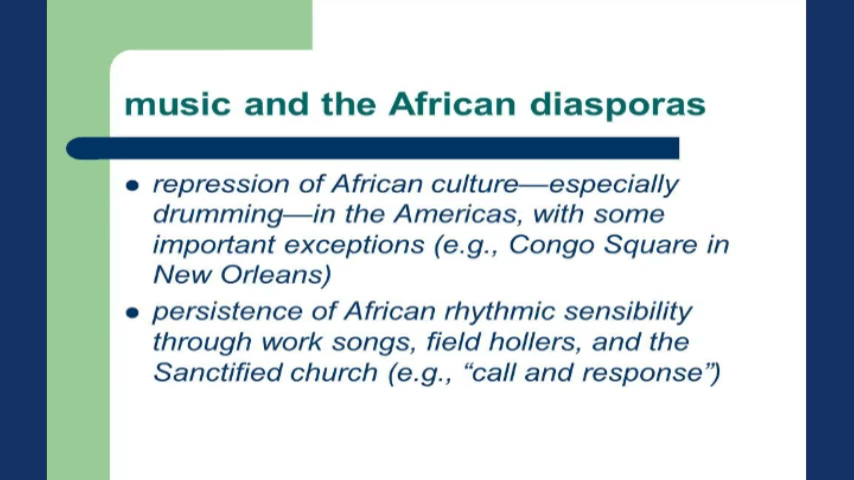 music and the African diasporas
● repression of African culture—especially
drumming—in the Americas, with some
important exceptions (e.g., Congo Square in
New Orleans)
● persistence of African rhythmic sensibility
through work songs, field hollers, and the
Sanctified church (e.g., “call and response”)